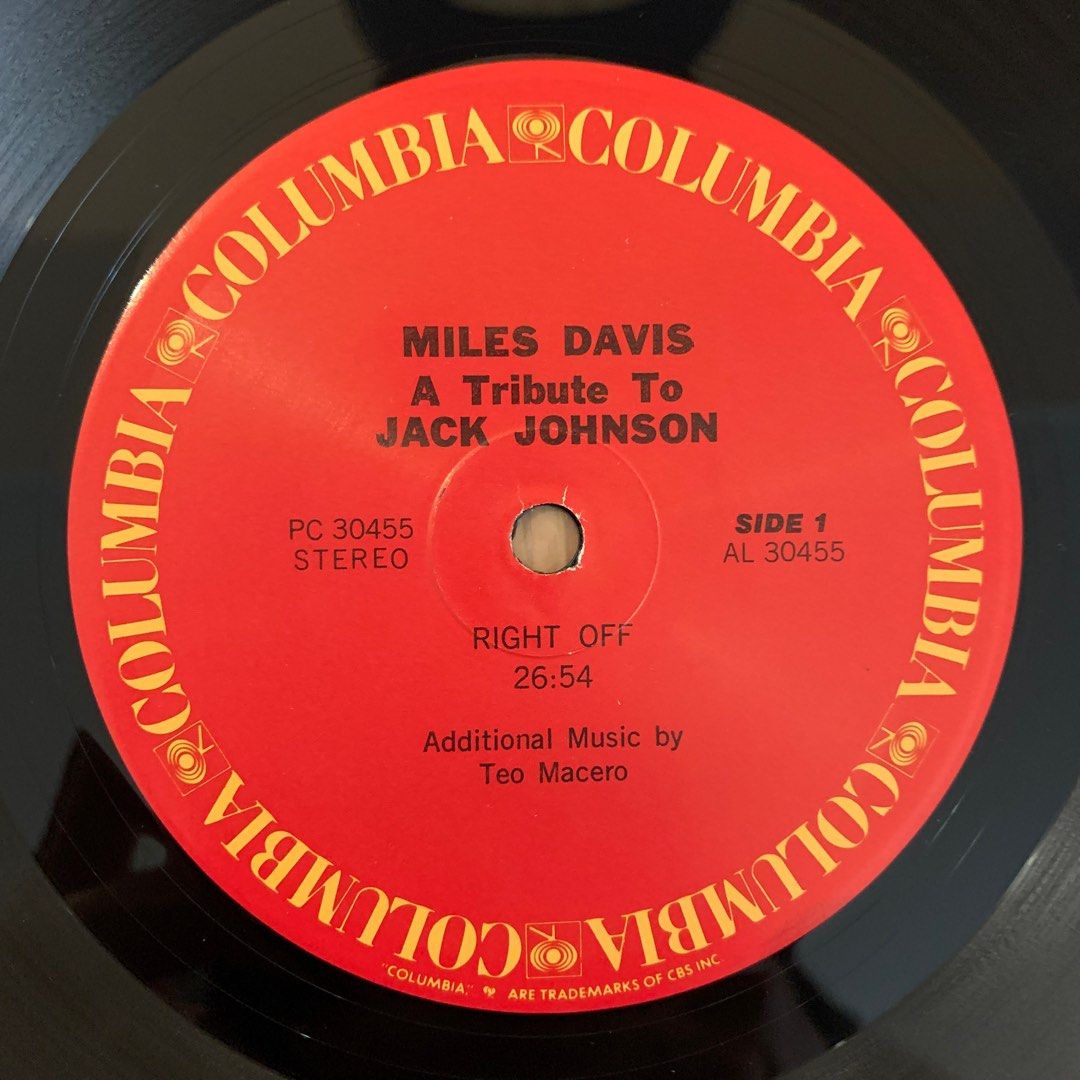 COLUMBIA COLUMBIA COLUMBIA COLUMBIA COLUMBIA COLUMBIA
MILES DAVIS
A Tribute To
JACK JOHNSON
PC 30455
STEREO
SIDE 1
AL 30455
RIGHT OFF
26:54
Additional Music by
Teo Macero
"COLUMBIA," ARE TRADEMARKS OF CBS INC.